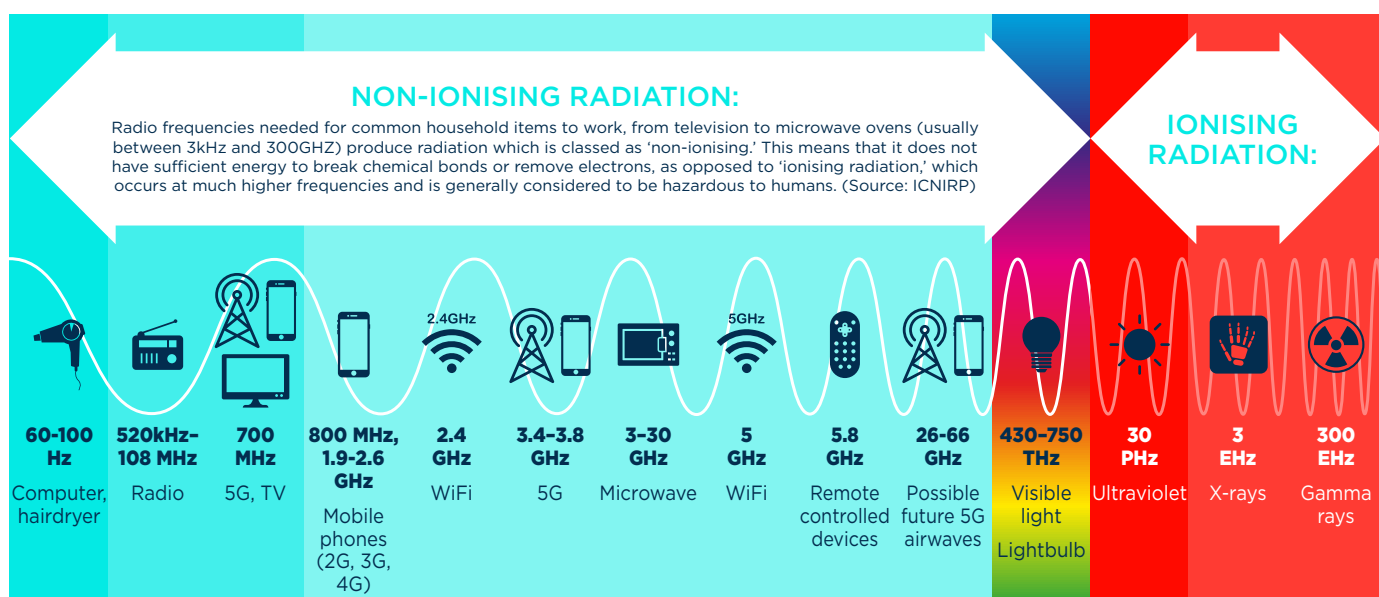 NON-IONISING RADIATION:
Radio frequencies needed for common household items to work, from television to microwave ovens (usually
between 3kHz and 300GHZ) produce radiation which is classed as ‘non-ionising.’ This means that it does not
have sufficient energy to break chemical bonds or remove electrons, as opposed to ‘ionising radiation,’ which
occurs at much higher frequencies and is generally considered to be hazardous to humans. (Source: ICNIRP)
IONISING
RADIATION:
2.4GHz
5GHz
60-100
Hz
Computer,
hairdryer
520kHz–
108 MHz
Radio
700
MHz
5G, TV
800 MHz,
1.9-2.6
GHz
Mobile
phones
(2G, 3G,
4G)
2.4
GHz
WiFi
3.4–3.8
GHz
5G
3–30
GHz
Microwave
5
GHz
WiFi
5.8
GHz
Remote
controlled
devices
26-66
GHz
Possible
future 5G
airwaves
430–750
THz
Visible
light
Lightbulb
30
PHz
Ultraviolet
3
EHz
X-rays
300
EHz
Gamma
rays